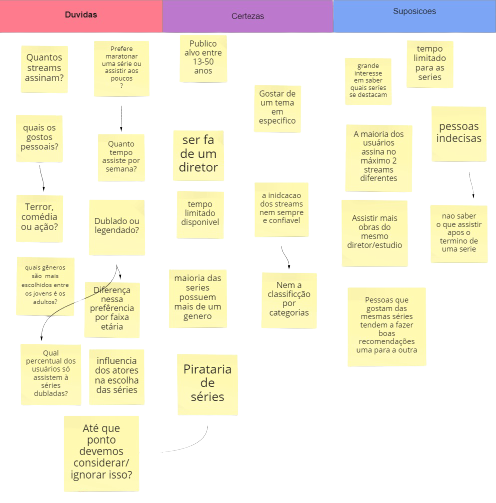 Duvidas
Certezas
Suposicoes
Quantos
streams
assinam?
Prefere
maratonar
uma série ou
assistir aos
poucos
?
quais os
gostos
pessoais?
Quanto
tempo
assiste por
semana?
Terror,
comédia
ou ação?
Dublado ou
legendado?
quais gêneros
são mais
escolhidos entre
os jovens é os
adultos?
Diferença
nessa
prefêrencia
por faixa
etária
Qual
percentual dos
usuários só
assistem à
séries
dubladas?
influencia
dos atores
na escolha
das séries
Até que
ponto
devemos
considerar/
ignorar isso?
Publico
alvo entre
13-50
anos
Gostar de
um tema
em
especifico
ser fa
de um
diretor
tempo
limitado
disponivel
a inidcacao
dos streams
nem sempre
e confiavel
maioria das
series
possuem
mais de um
genero
Nem a
classificção
por
categorias
Pirataria
de
séries
grande
interesse
em saber
quais series
se destacam
tempo
limitado
para as
series
A maioria dos
usuários
assina no
máximo 2
streams
diferentes
pessoas
indecisas
Assistir mais
obras do
mesmo
diretor/estudio
nao saber
o que assistir
apos o
termino de
uma serie
Pessoas que
gostam das
mesmas séries
tendem a fazer
boas
recomendações
uma para a outra